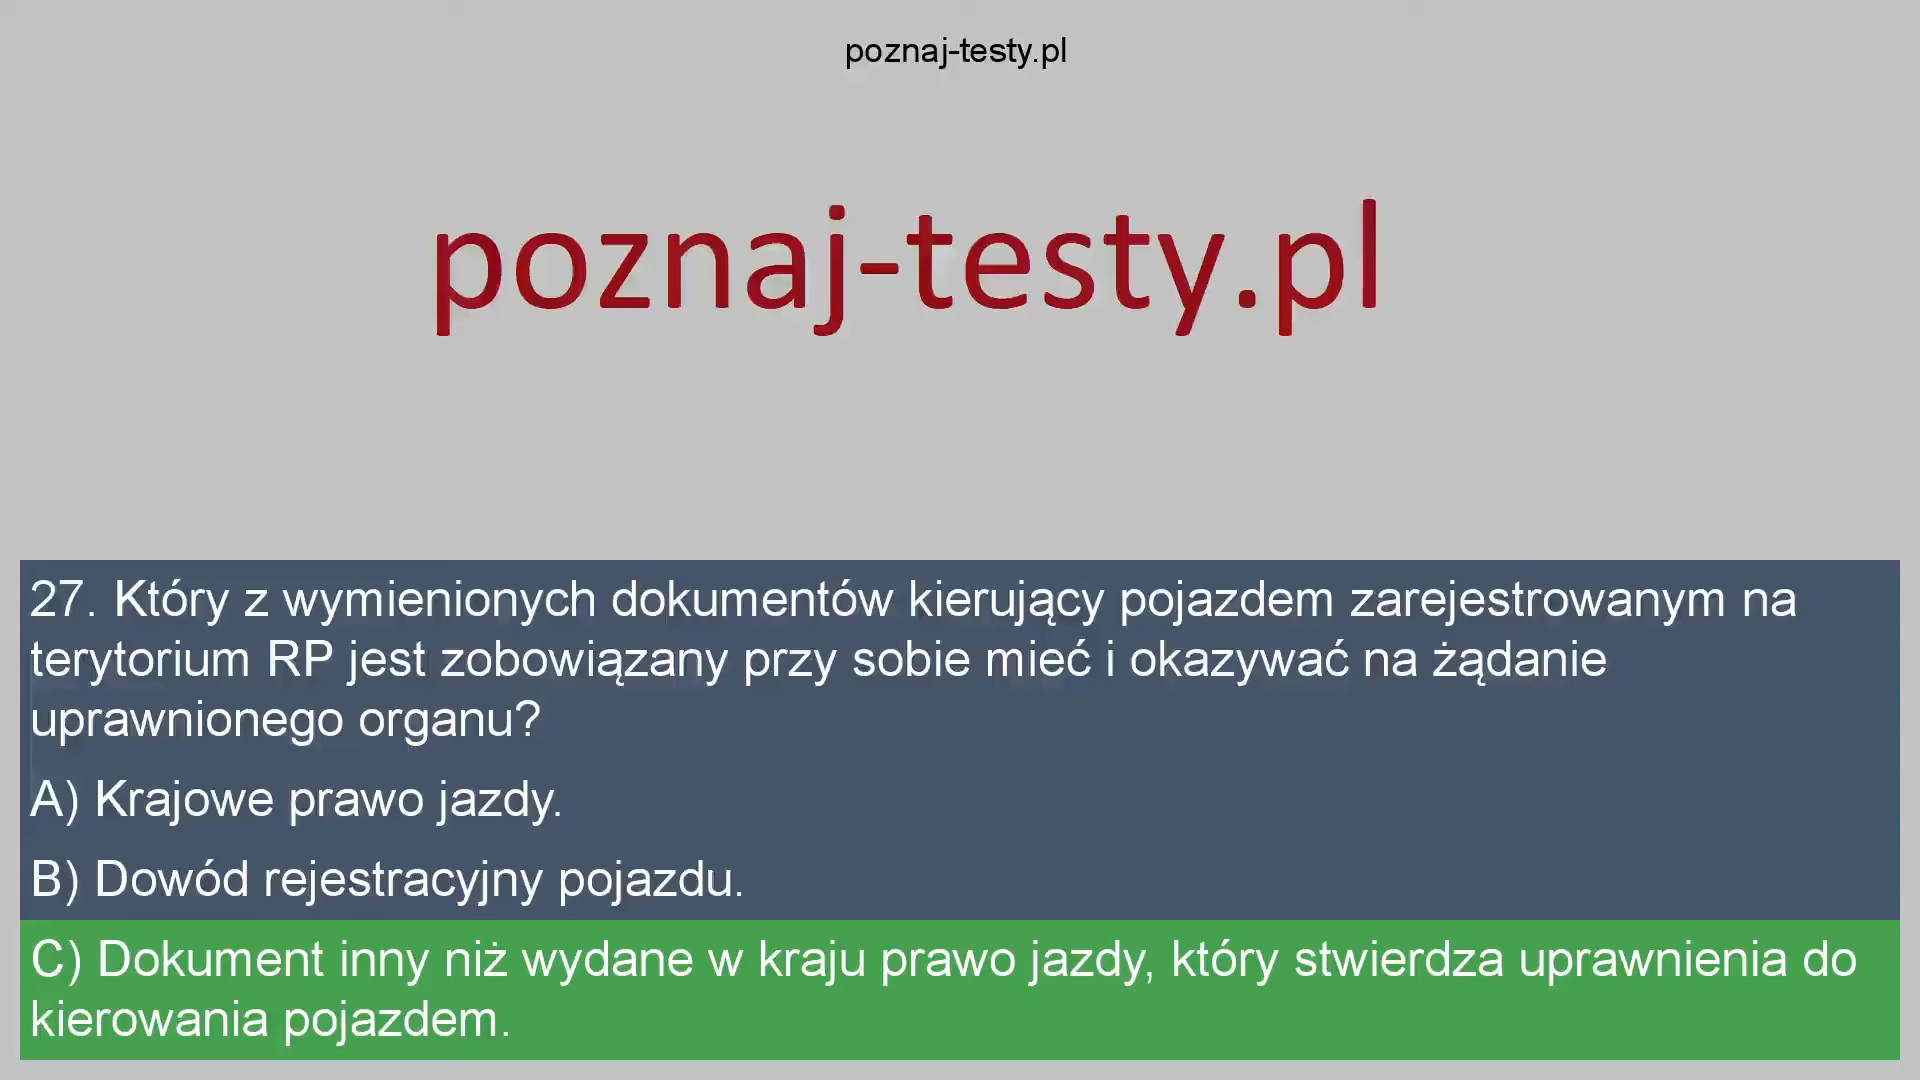 poznaj-testy.pl
poznaj-testy.pl
27. Który z wymienionych dokumentów kierujący pojazdem zarejestrowanym na
terytorium RP jest zobowiązany przy sobie mieć i okazywać na żądanie
uprawnionego organu?
A) Krajowe prawo jazdy.
B) Dowód rejestracyjny pojazdu.
C) Dokument inny niż wydane w kraju prawo jazdy, który stwierdza uprawnienia do
kierowania pojazdem.